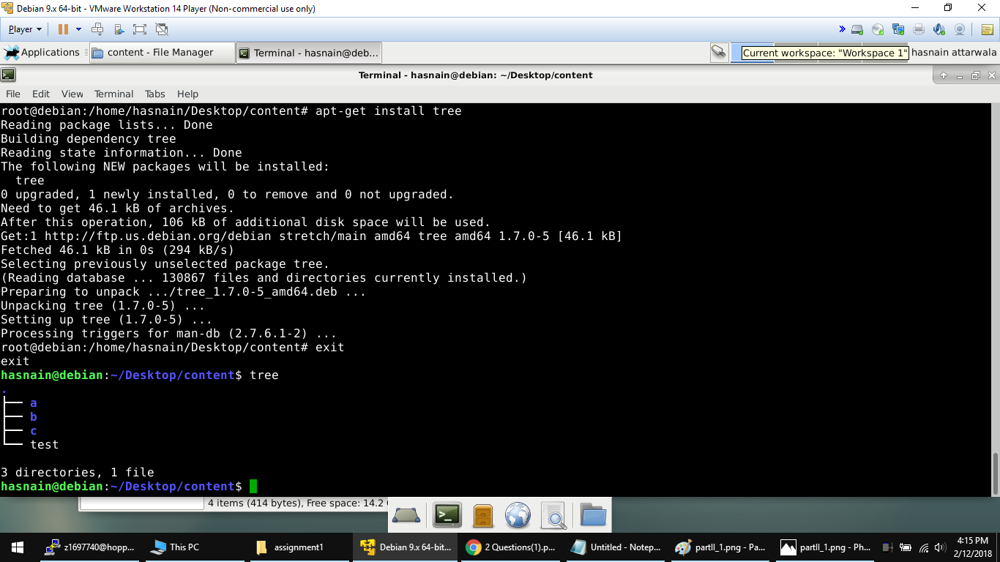 Debian 9.x 64-bit - VMware Workstation 14 Player (Non-commercial use only)
Player
Applications
content - File Manager
Terminal - hasnain@deb...
Current workspace: "Workspace 1"
hasnain attarwala
Terminal - hasnain@debian: ~/Desktop/content
File Edit View Terminal Tabs Help
root@debian:/home/hasnain/Desktop/content# apt-get install tree
Reading package lists... Done
Building dependency tree
Reading state information... Done
The following NEW packages will be installed:
  tree
0 upgraded, 1 newly installed, 0 to remove and 0 not upgraded.
Need to get 46.1 kB of archives.
After this operation, 106 kB of additional disk space will be used.
Get:1 http://ftp.us.debian.org/debian stretch/main amd64 tree amd64 1.7.0-5 [46.1 kB]
Fetched 46.1 kB in 0s (294 kB/s)
Selecting previously unselected package tree.
(Reading database ... 130867 files and directories currently installed.)
Preparing to unpack .../tree_1.7.0-5_amd64.deb ...
Unpacking tree (1.7.0-5) ...
Setting up tree (1.7.0-5) ...
Processing triggers for man-db (2.7.6.1-2) ...
root@debian:/home/hasnain/Desktop/content# exit
exit
hasnain@debian:~/Desktop/content$ tree
.
├── a
├── b
├── c
└── test
3 directories, 1 file
hasnain@debian:~/Desktop/content$
4 items (414 bytes), Free space: 14.2
z1697740@hopp...
This PC
assignment1
Debian 9.x 64-bit...
2 Questions(1).p...
Untitled - Notep...
partII_1.png - Pa...
partII_1.png - Ph...
4:15 PM
2/12/2018